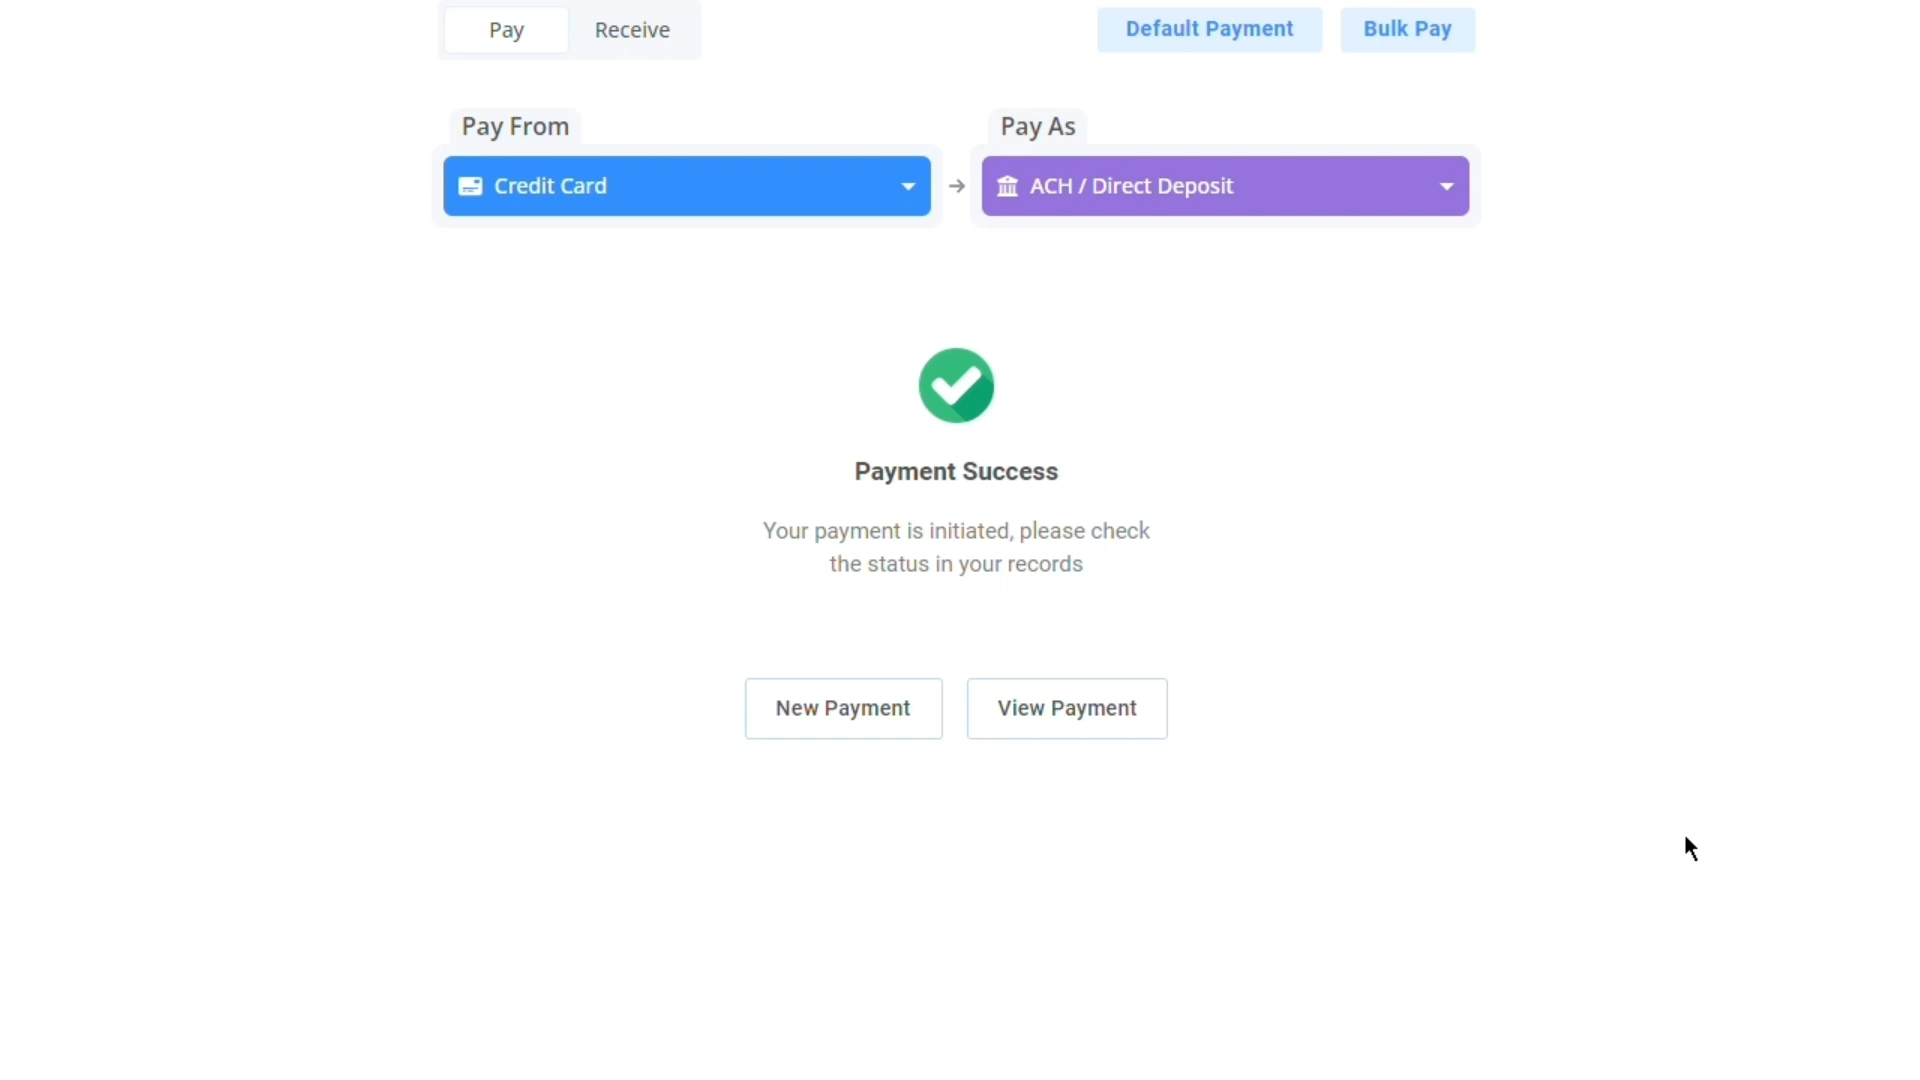 Pay
Receive
Default Payment
Bulk Pay
Pay From
Pay As
Credit Card
ACH / Direct Deposit
Payment Success
Your payment is initiated, please check
the status in your records
New Payment
View Payment